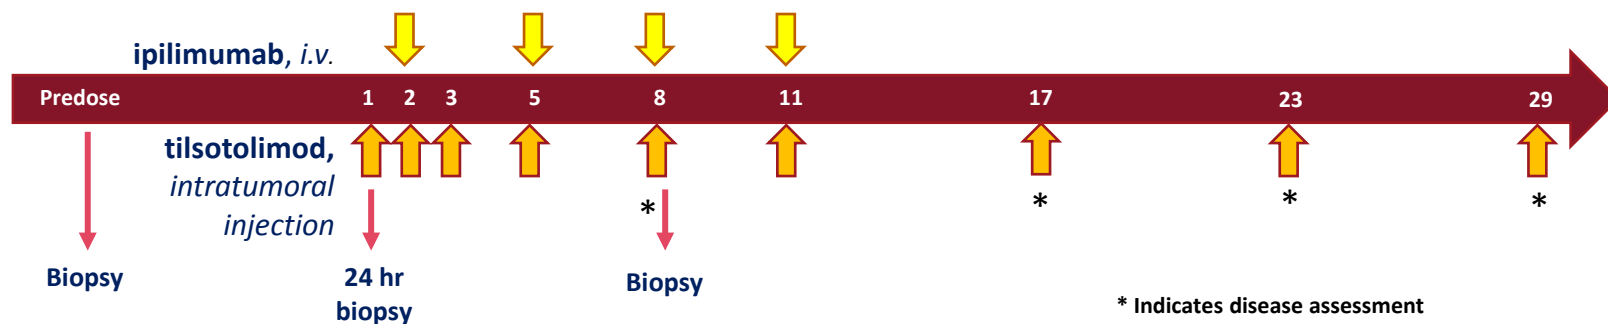 ipilimumab, i.v.
Predose 1 2 3 5 8 11 17 23 29
tilsotolimod,
intratumoral
injection
* * * *
Biopsy
24 hr
biopsy
Biopsy
* Indicates disease assessment